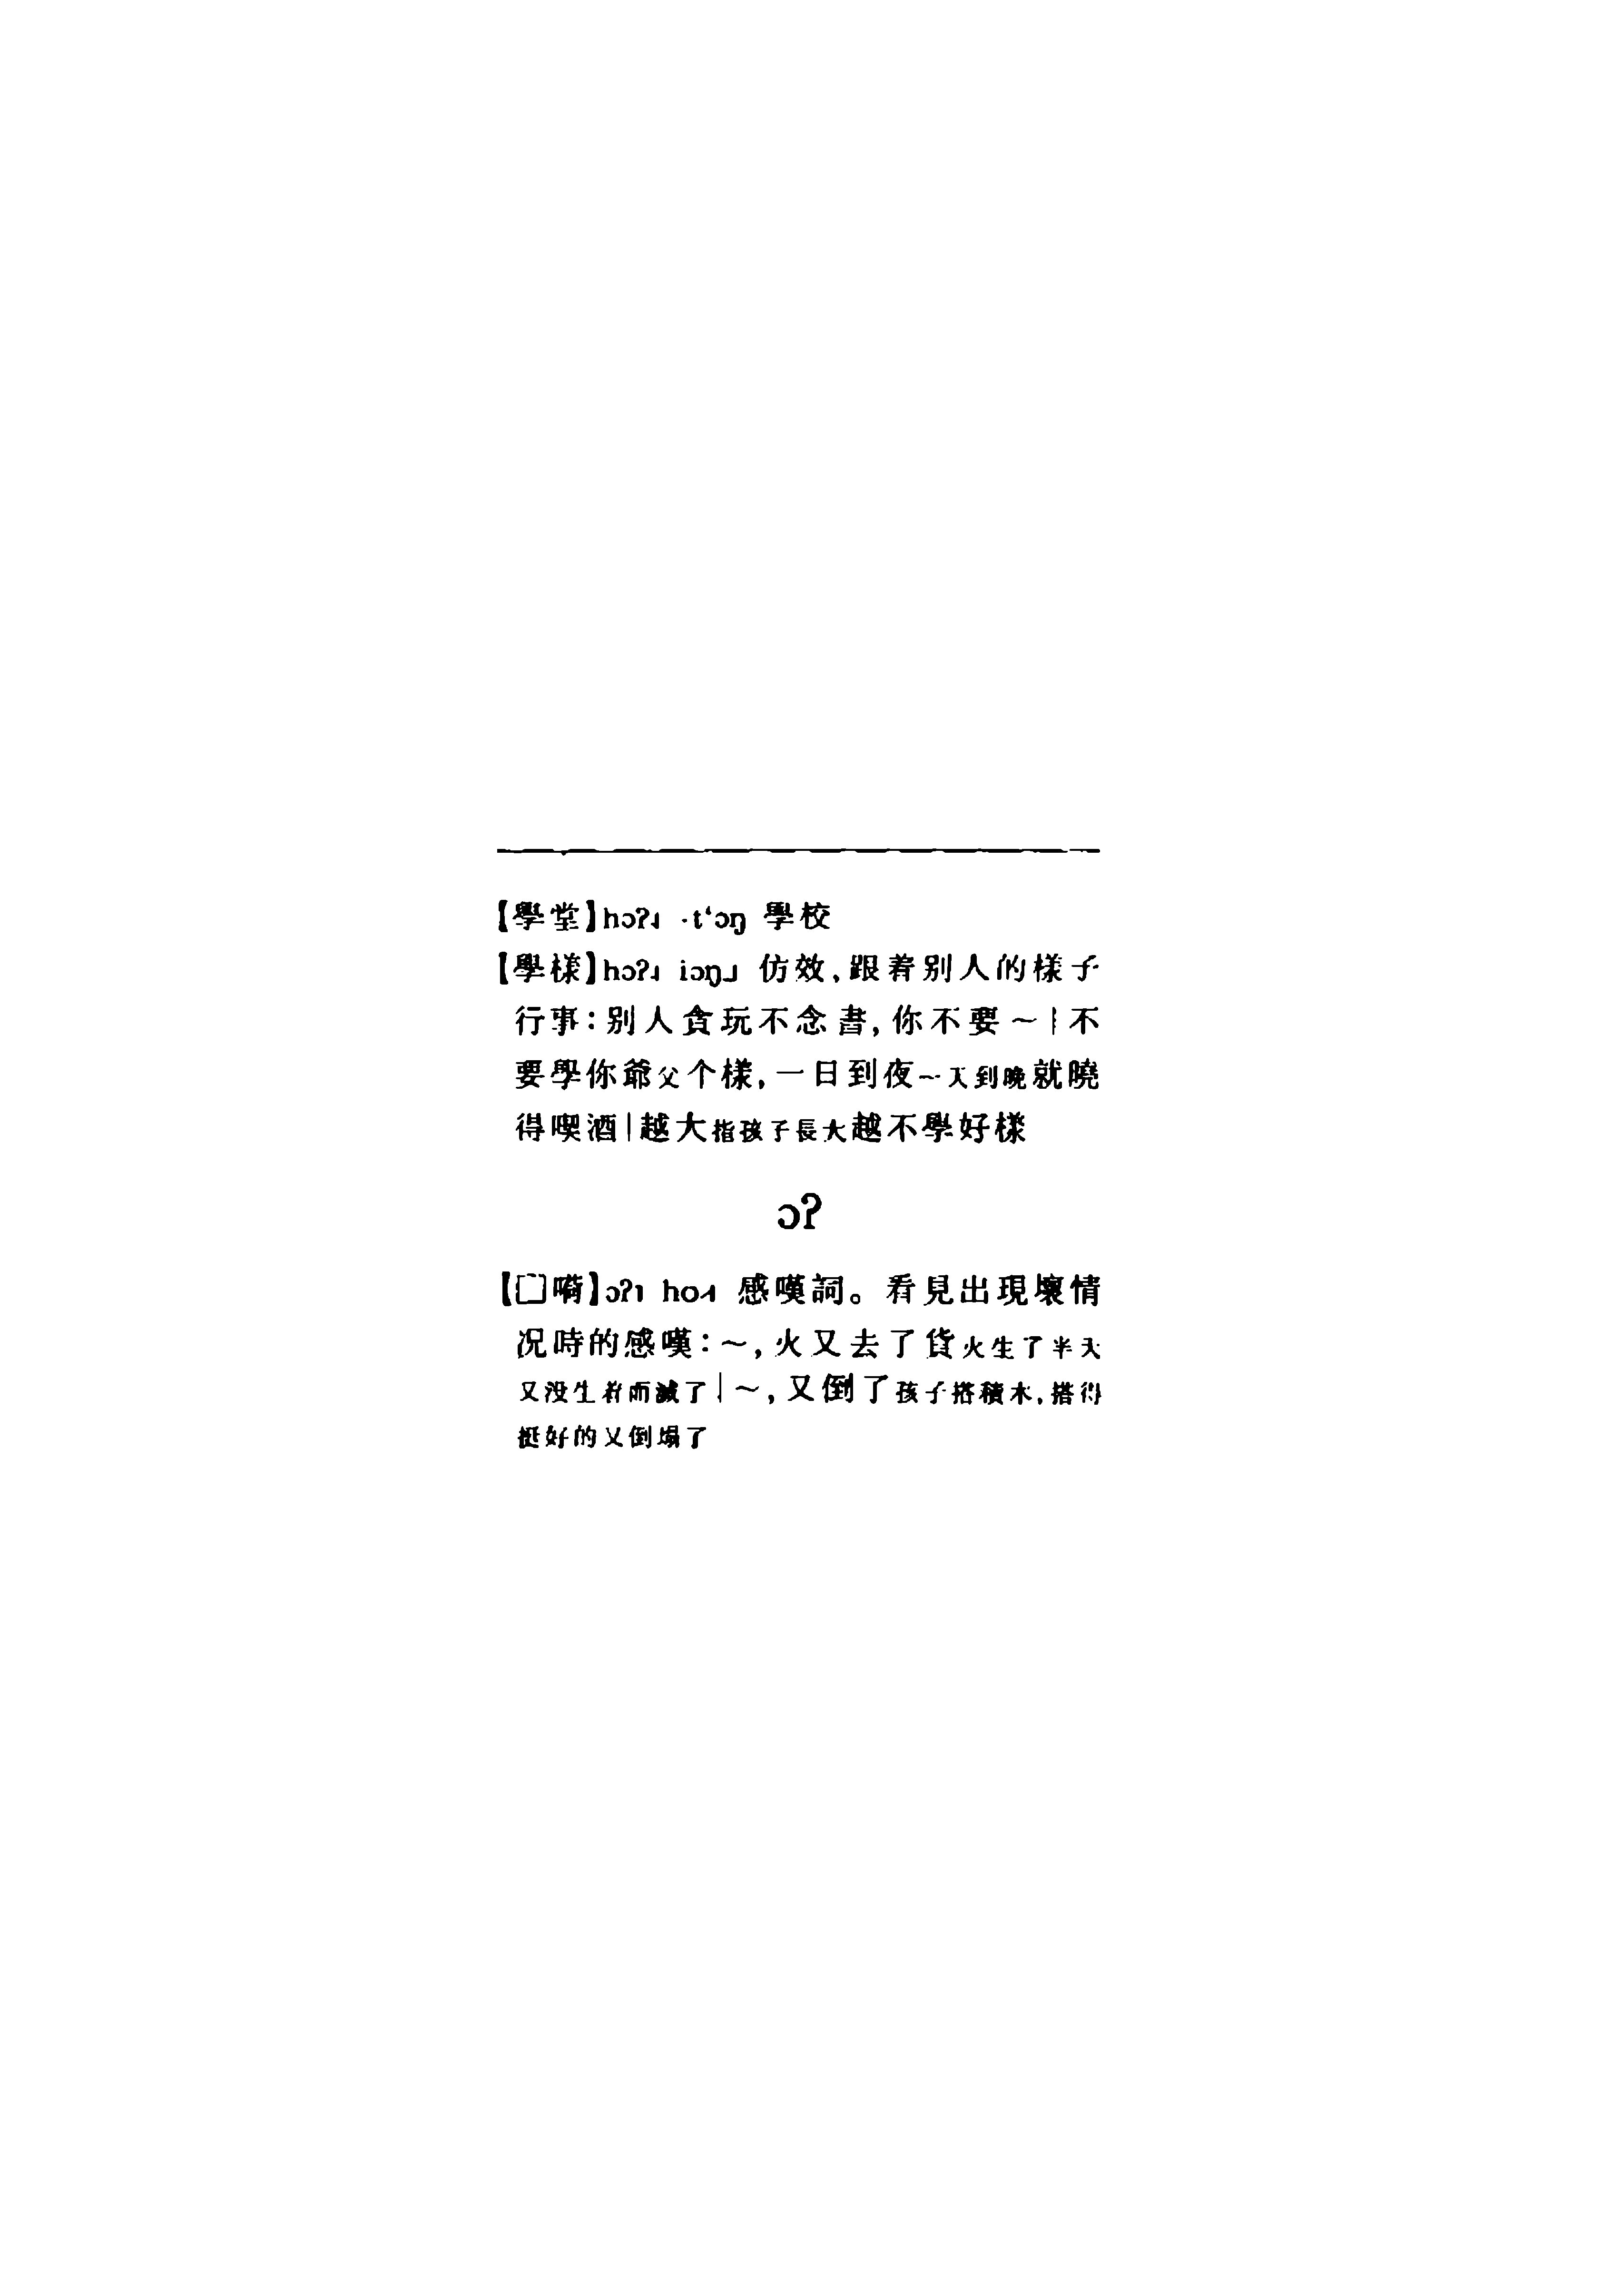 【學堂】hɔʔ˩ ·t‘ɔŋ 學校
【學樣】hɔʔ˩ iɔŋ˩ 仿效,跟着别人的樣子
行事:别人貪玩不念書,你不要～|不
要學你爺父个樣,一日到夜一天到晚就曉
得喫酒|越大指孩子長大越不學好樣
ɔʔ
【□嗬】ɔʔ˥ ho 感嘆詞。看見出現壞情
况時的感嘆:～,火又去了貨火生了半天
又没生着而滅了|～,又倒了孩子搭積木,搭得
挺好的又倒塌了